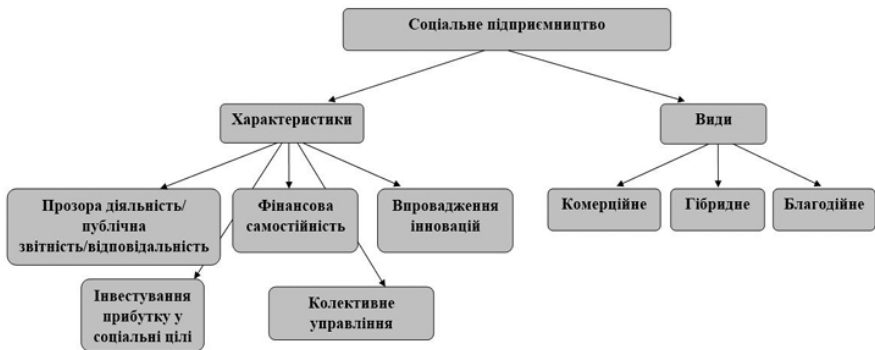 Соціальне підприємництво
Характеристики
Види
Прозора діяльність/
публічна
звітність/відповідальність
Фінансова
самостійність
Впровадження
інновацій
Комерційне
Гібридне
Благодійне
Інвестування
прибутку у
соціальні цілі
Колективне
управління